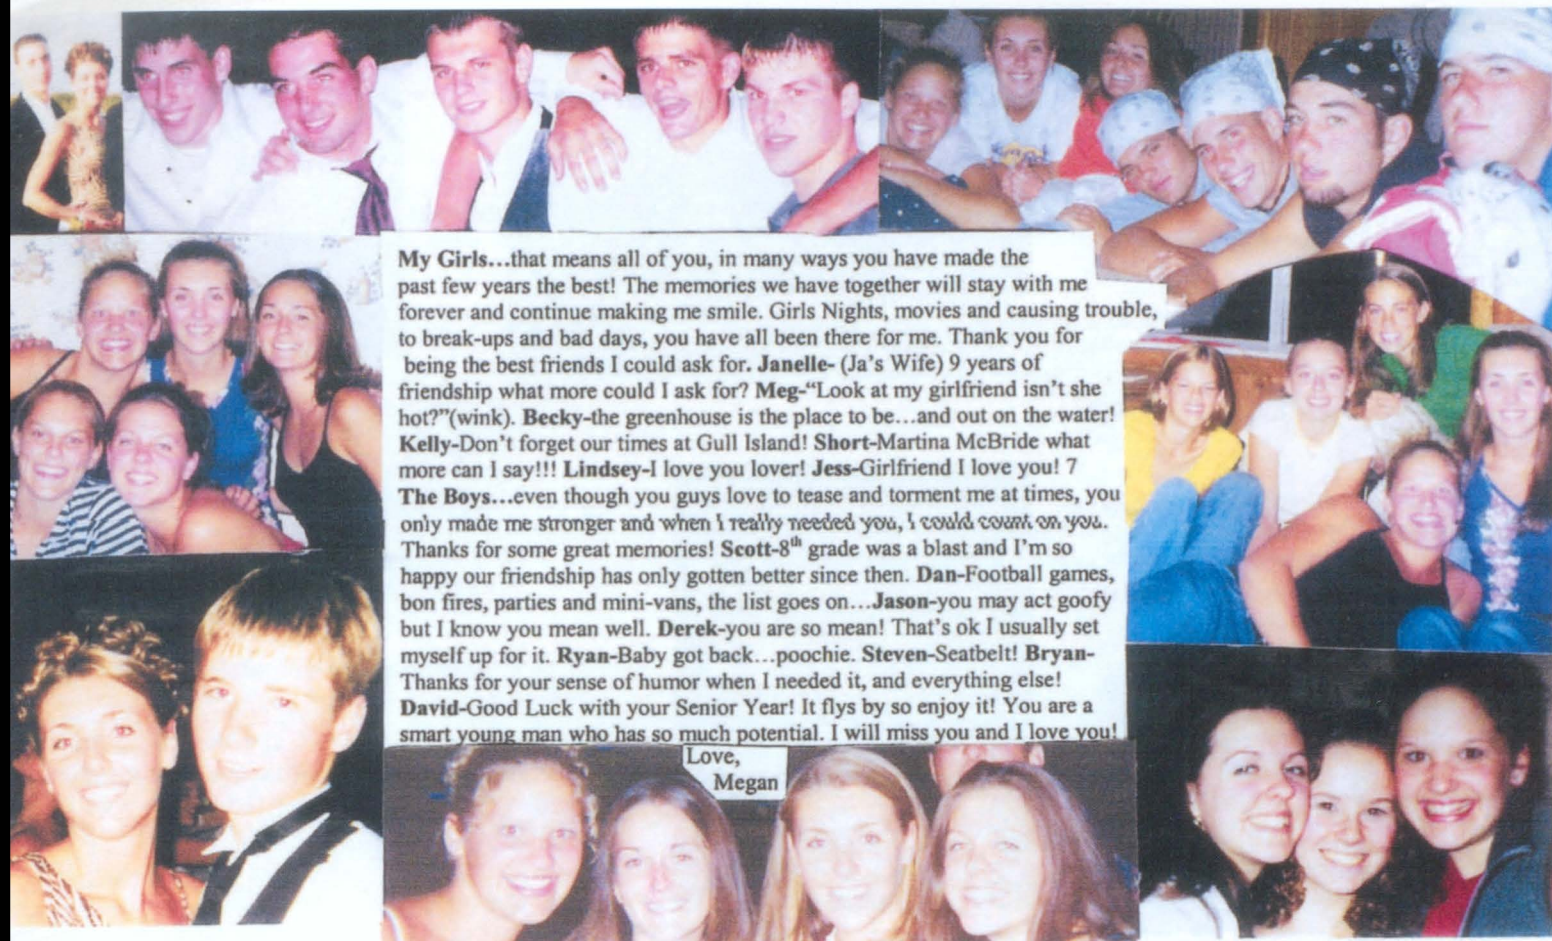 My Girls...that means all of you, in many ways you have made the
past few years the best! The memories we have together will stay with me
forever and continue making me smile. Girls Nights, movies and causing trouble,
to break-ups and bad days, you have all been there for me. Thank you for
being the best friends I could ask for. Janelle- (Ja's Wife) 9 years of
friendship what more could I ask for? Meg-“Look at my girlfriend isn't she
hot?”(wink). Becky-the greenhouse is the place to be...and out on the water!
Kelly-Don't forget our times at Gull Island! Short-Martina McBride what
more can I say!!! Lindsey-I love you lover! Jess-Girlfriend I love you! 7
The Boys...even though you guys love to tease and torment me at times, you
only made me stronger and when I really needed you, I could count on you.
Thanks for some great memories! Scott-8th grade was a blast and I'm so
happy our friendship has only gotten better since then. Dan-Football games,
bon fires, parties and mini-vans, the list goes on...Jason-you may act goofy
but I know you mean well. Derek-you are so mean! That's ok I usually set
myself up for it. Ryan-Baby got back...poochie. Steven-Seatbelt! Bryan-
Thanks for your sense of humor when I needed it, and everything else!
David-Good Luck with your Senior Year! It flys by so enjoy it! You are a
smart young man who has so much potential. I will miss you and I love you!
Love,
Megan